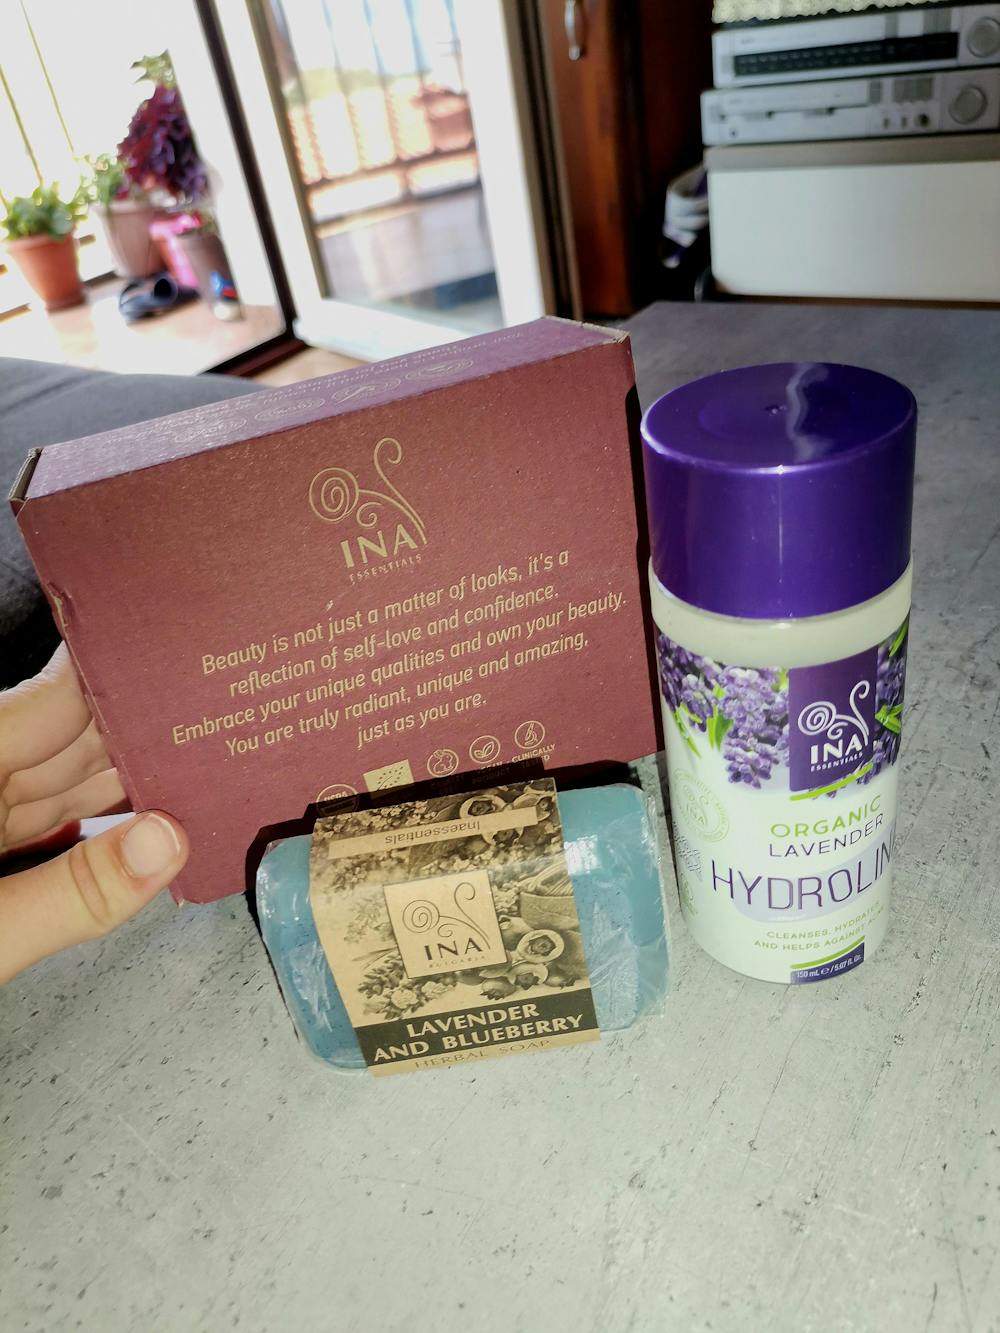 INA
ESSENTIALS
Beauty is not just a matter of looks, it's a
reflection of self-love and confidence.
Embrace your unique qualities and own your beauty.
You are truly radiant, unique and amazing,
just as you are.
USDA
CLINICALLY
Inaessentials
INA
BULGARIA
LAVENDER
AND BLUEBERRY
HERBAL SOAP
INA
ESSENTIALS
INA
ORGANIC
LAVENDER
HYDROLIN
CLEANSES, HYDRATES
AND HELPS AGAINST
150 mL e / 5.07 fl. Oz.